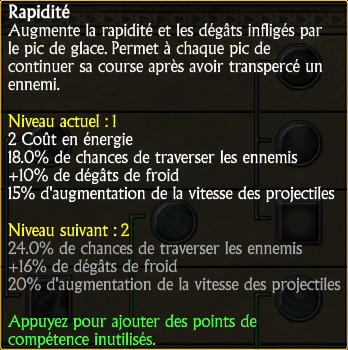 Rapidité
Augmente la rapidité et les dégâts infligés par
le pic de glace. Permet à chaque pic de
continuer sa course après avoir transpercé un
ennemi.
Niveau actuel : 1
2 Coût en énergie
18.0% de chances de traverser les ennemis
+10% de dégâts de froid
15% d'augmentation de la vitesse des projectiles
Niveau suivant : 2
24.0% de chances de traverser les ennemis
+16% de dégâts de froid
20% d'augmentation de la vitesse des projectiles
Appuyez pour ajouter des points de
compétence inutilisés.